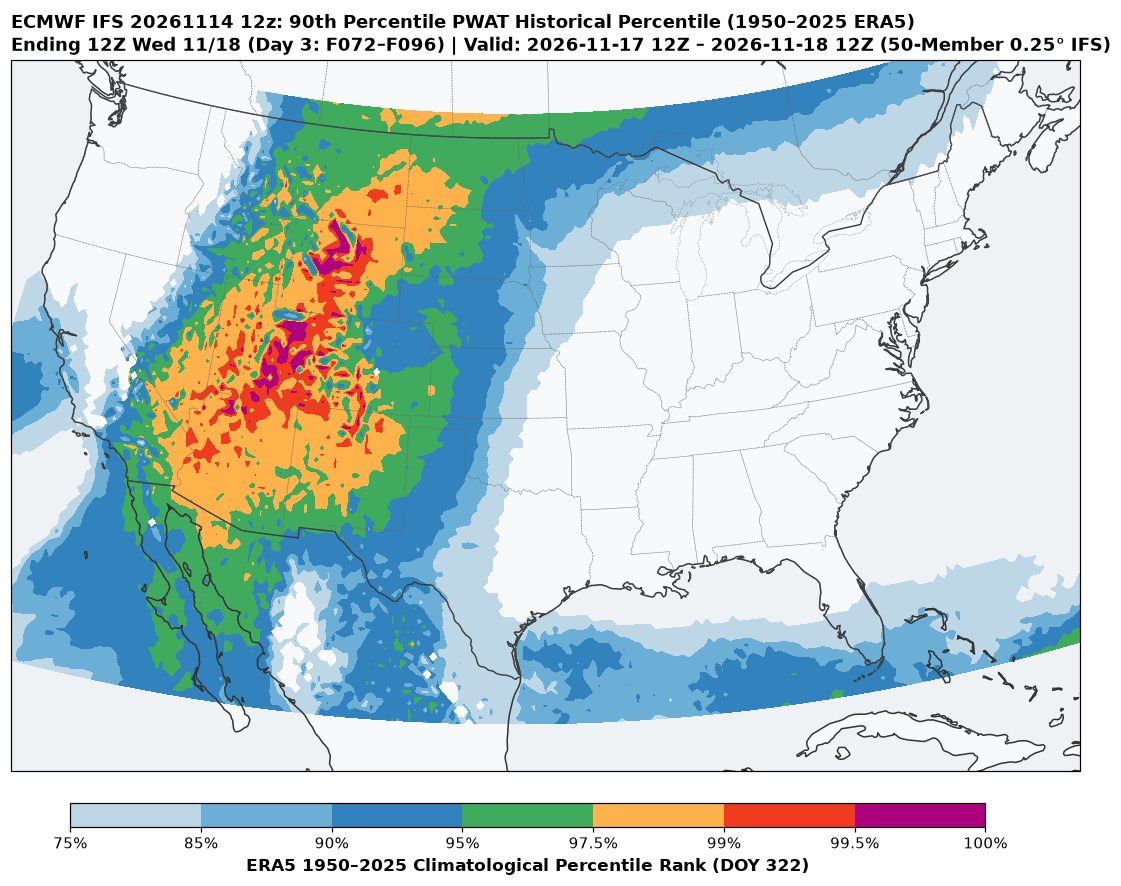 ECMWF IFS 20261114 12z: 90th Percentile PWAT Historical Percentile (1950–2025 ERA5)
Ending 12Z Wed 11/18 (Day 3: F072–F096) | Valid: 2026-11-17 12Z – 2026-11-18 12Z (50-Member 0.25° IFS)
75% 85% 90% 95% 97.5% 99% 99.5% 100%
ERA5 1950–2025 Climatological Percentile Rank (DOY 322)